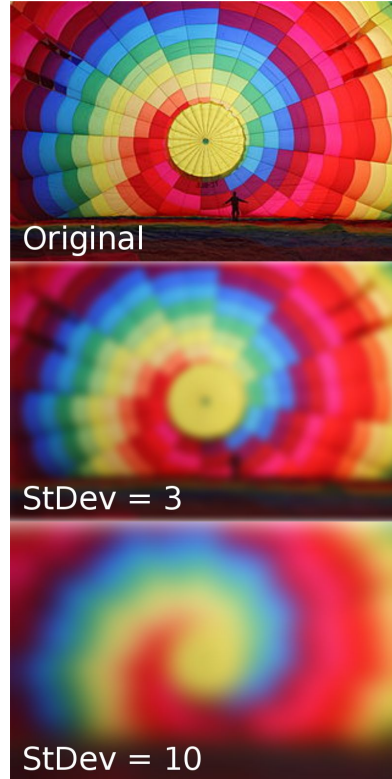 Original
StDev = 3
StDev = 10